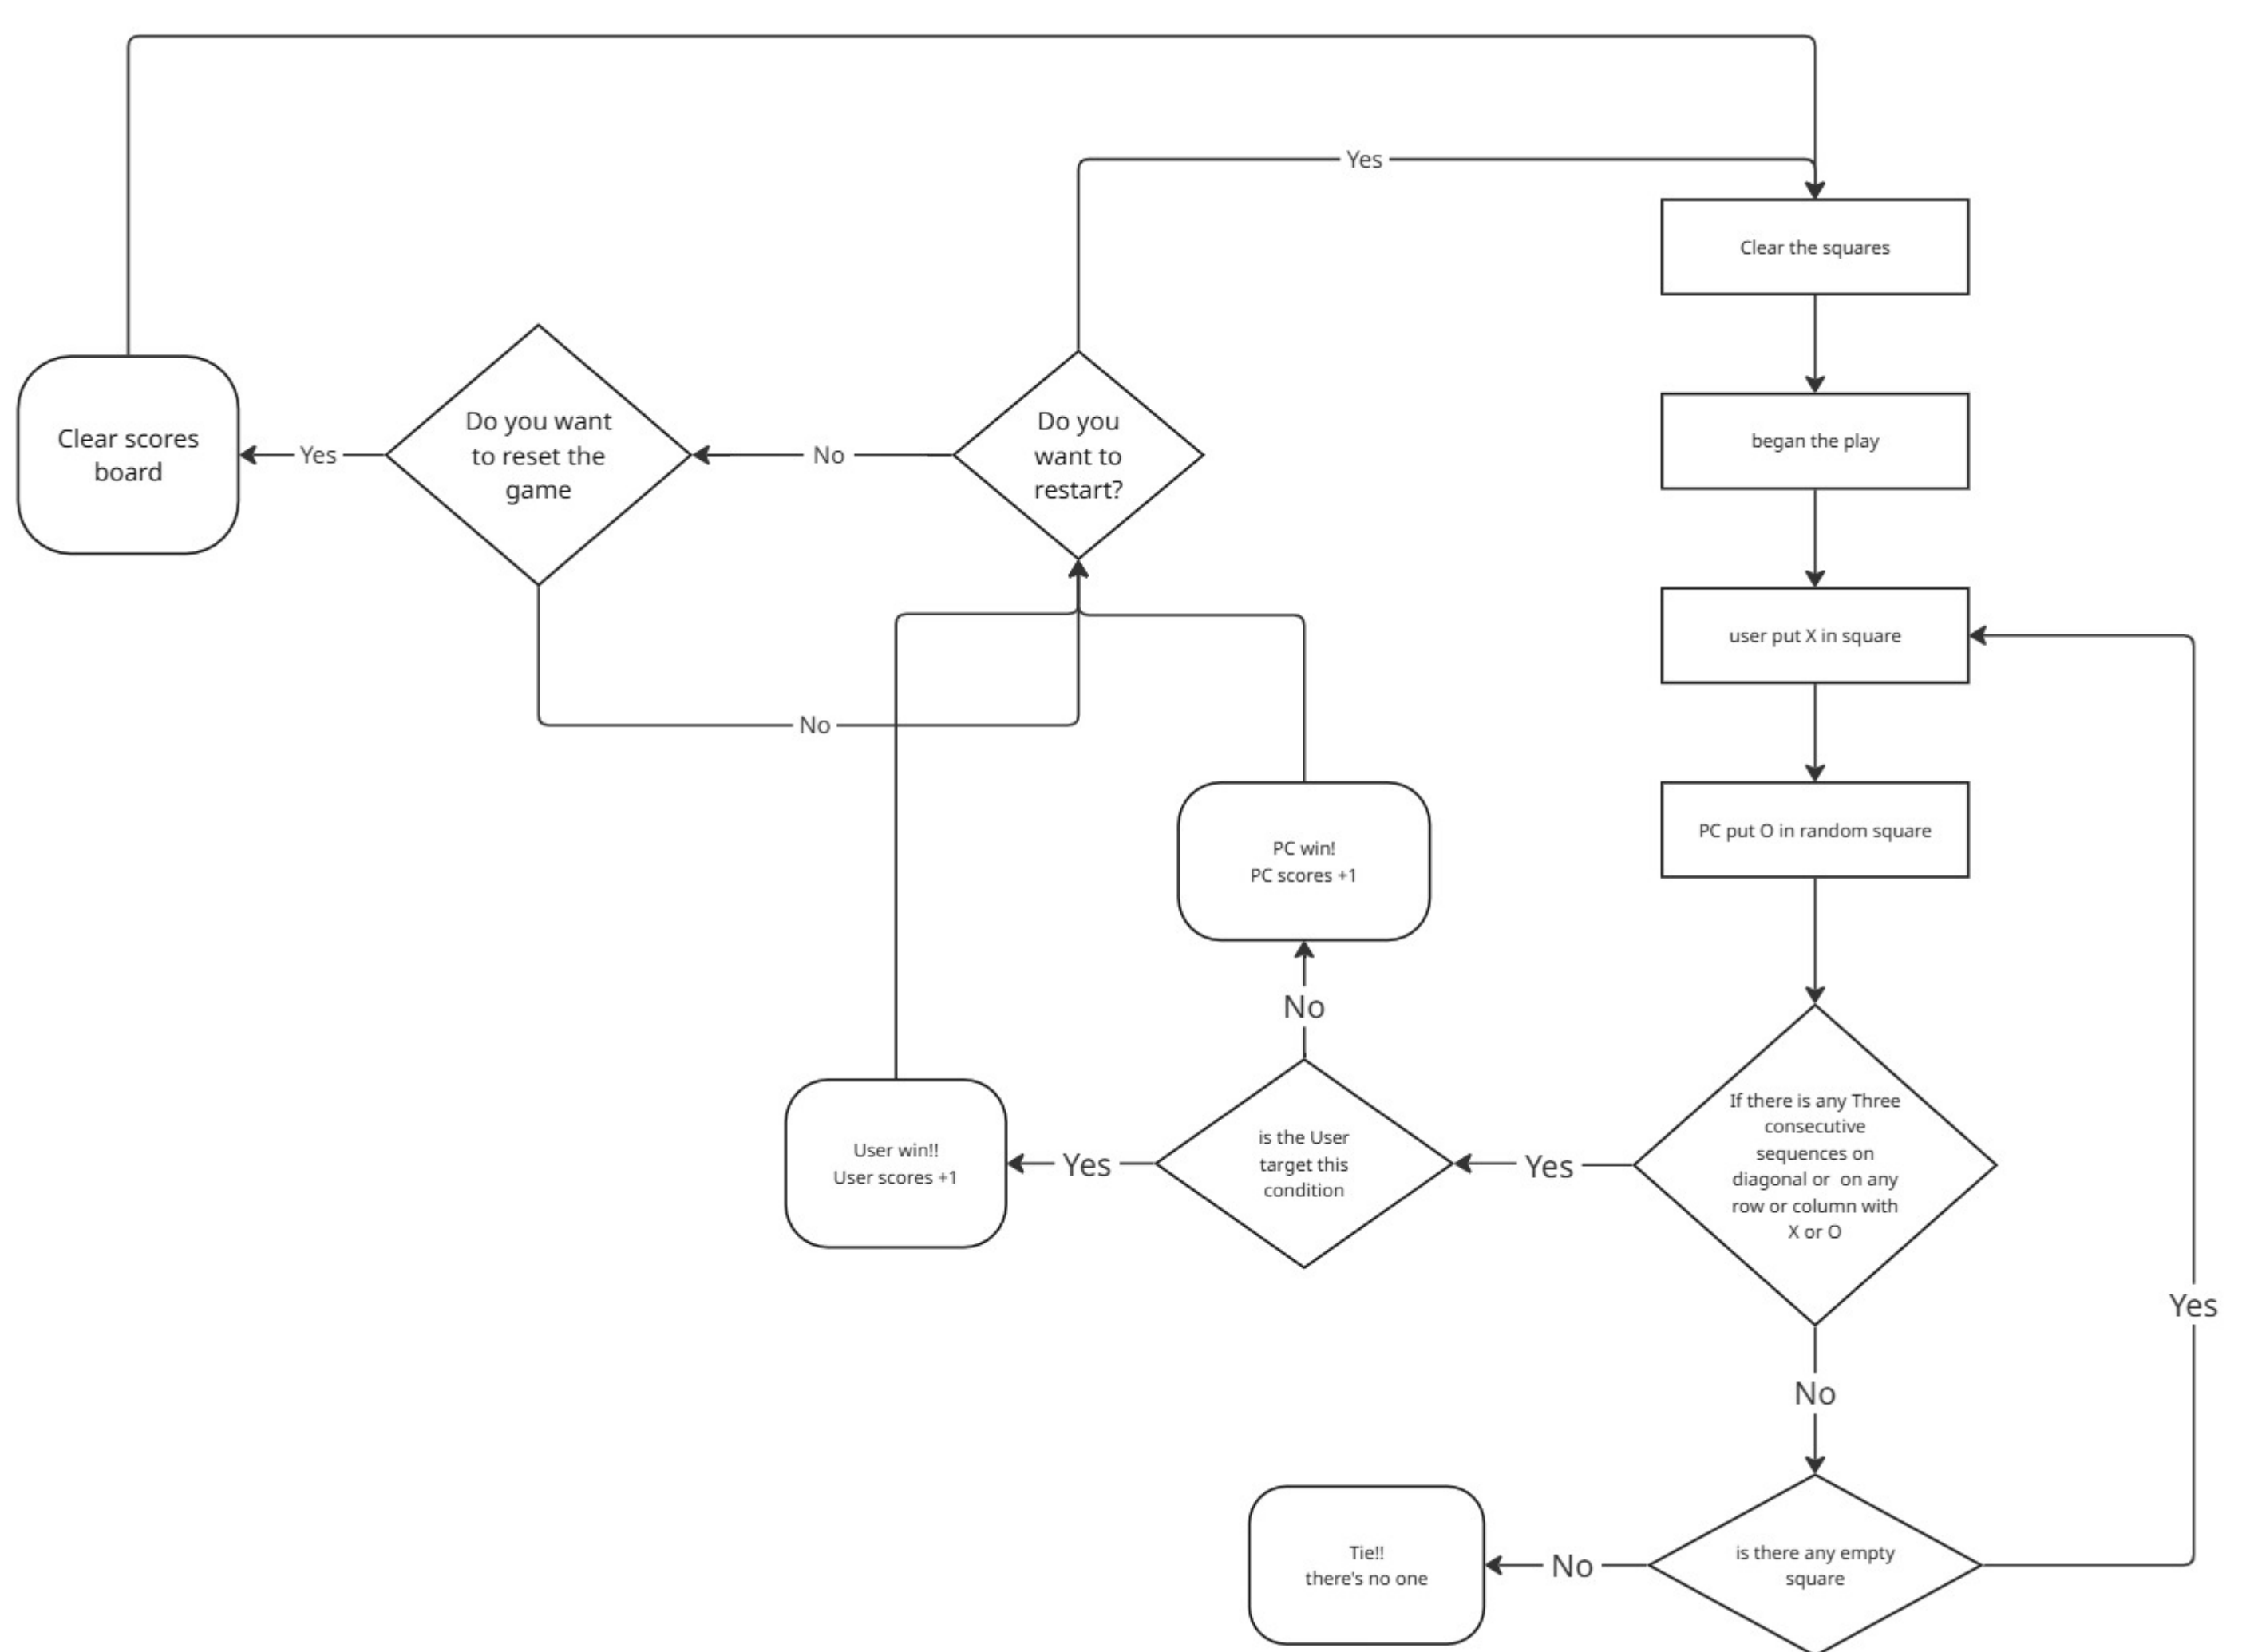 Yes
Clear the squares
Do you want
to reset the
game
Do you
want to
restart?
Clear scores
board
Yes
No
began the play
user put X in square
No
PC put O in random square
PC win!
PC scores +1
No
If there is any Three
consecutive
sequences on
diagonal or  on any
row or column with
X or O
is the User
target this
condition
User win!!
User scores +1
Yes
Yes
Yes
No
Tie!!
there's no one
No
is there any empty
square